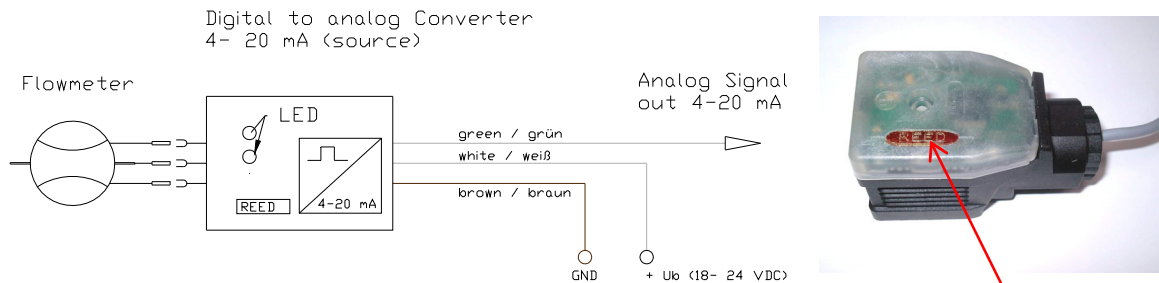 Digital to analog Converter
4- 20 mA (source)
Flowmeter
LED
REED
4-20 mA
green / grün
white / weiß
brown / braun
Analog Signal
out 4-20 mA
GND
+ Ub (18- 24 VDC)
REED